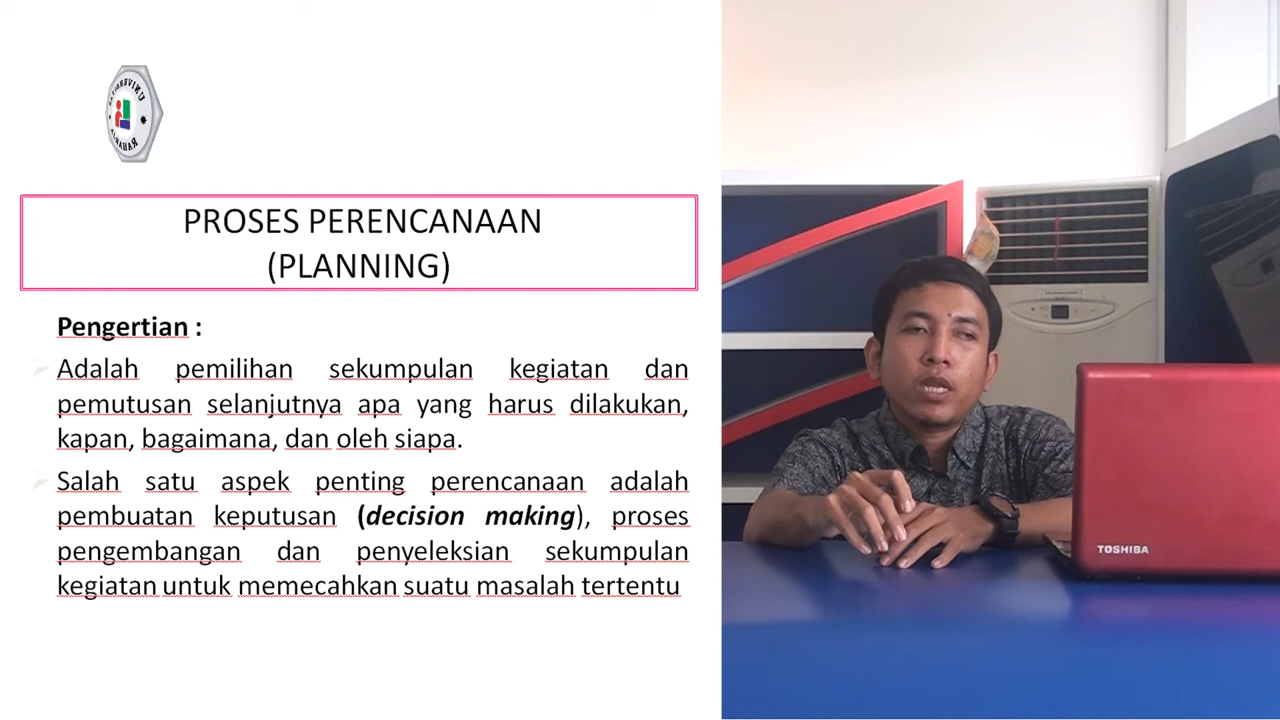 UNIVERSITAS
RAHARJA
PROSES PERENCANAAN
(PLANNING)
Pengertian :
Adalah pemilihan sekumpulan kegiatan dan
pemutusan selanjutnya apa yang harus dilakukan,
kapan, bagaimana, dan oleh siapa.
Salah satu aspek penting perencanaan adalah
pembuatan keputusan (decision making), proses
pengembangan dan penyeleksian sekumpulan
kegiatan untuk memecahkan suatu masalah tertentu
TOSHIBA